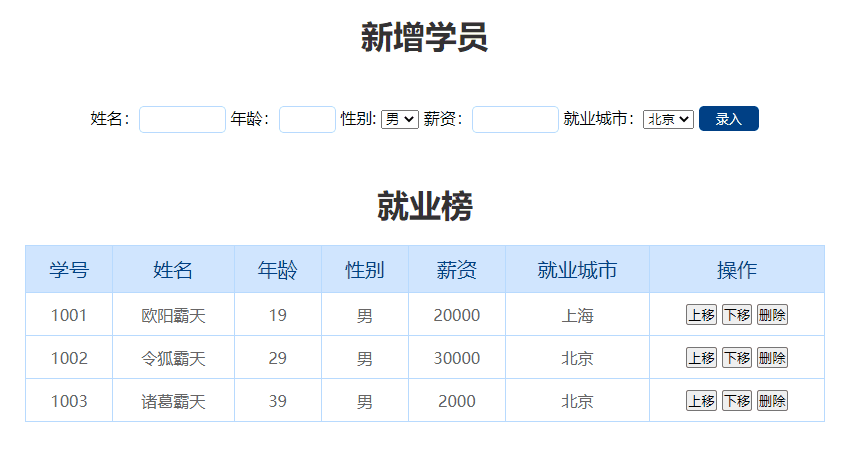 新增学员
姓名： 年龄： 性别: 男 薪资： 就业城市： 北京 录入
就业榜
学号 姓名 年龄 性别 薪资 就业城市 操作
1001 欧阳霸天 19 男 20000 上海 上移 下移 删除
1002 令狐霸天 29 男 30000 北京 上移 下移 删除
1003 诸葛霸天 39 男 2000 北京 上移 下移 删除